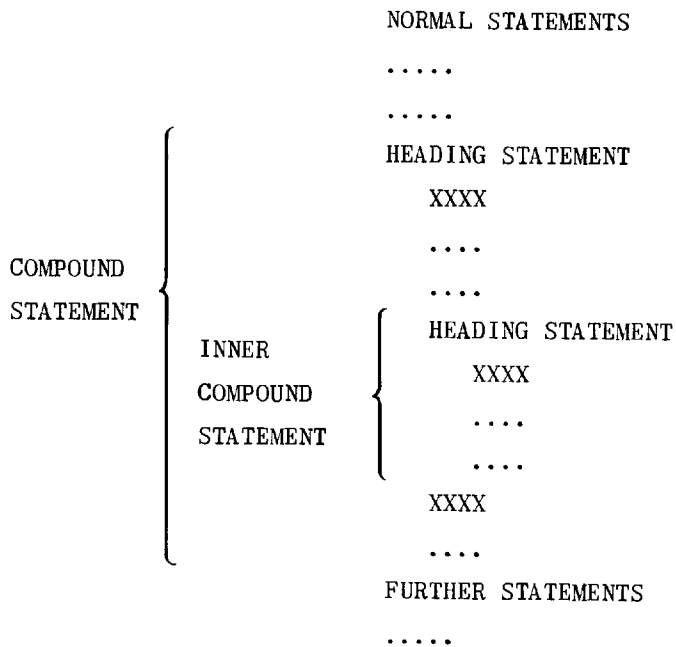 NORMAL STATEMENTS
.....
.....
HEADING STATEMENT
XXXX
....
....
COMPOUND
STATEMENT
HEADING STATEMENT
XXXX
....
....
INNER
COMPOUND
STATEMENT
XXXX
....
FURTHER STATEMENTS
.....